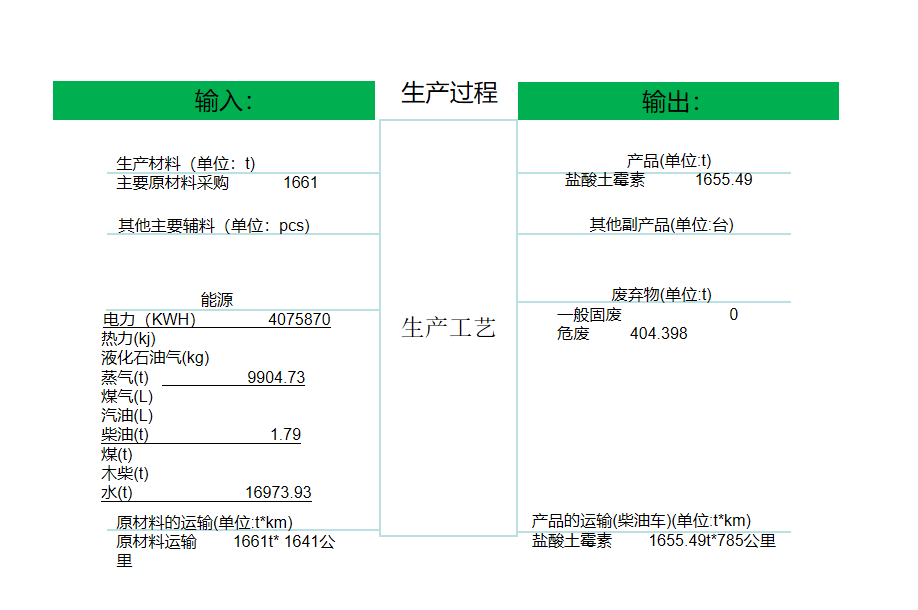 输入：
生产过程
输出：
生产材料（单位：t)
主要原材料采购 1661
其他主要辅料（单位：pcs)
能源
电力（KWH） 4075870
热力(kj)
液化石油气(kg)
蒸气(t) 9904.73
煤气(L)
汽油(L)
柴油(t) 1.79
煤(t)
木柴(t)
水(t) 16973.93
原材料的运输(单位:t*km)
原材料运输 1661t* 1641公
里
生产工艺
产品(单位:t)
盐酸土霉素 1655.49
其他副产品(单位:台)
废弃物(单位:t)
一般固废 0
危废 404.398
产品的运输(柴油车)(单位:t*km)
盐酸土霉素 1655.49t*785公里